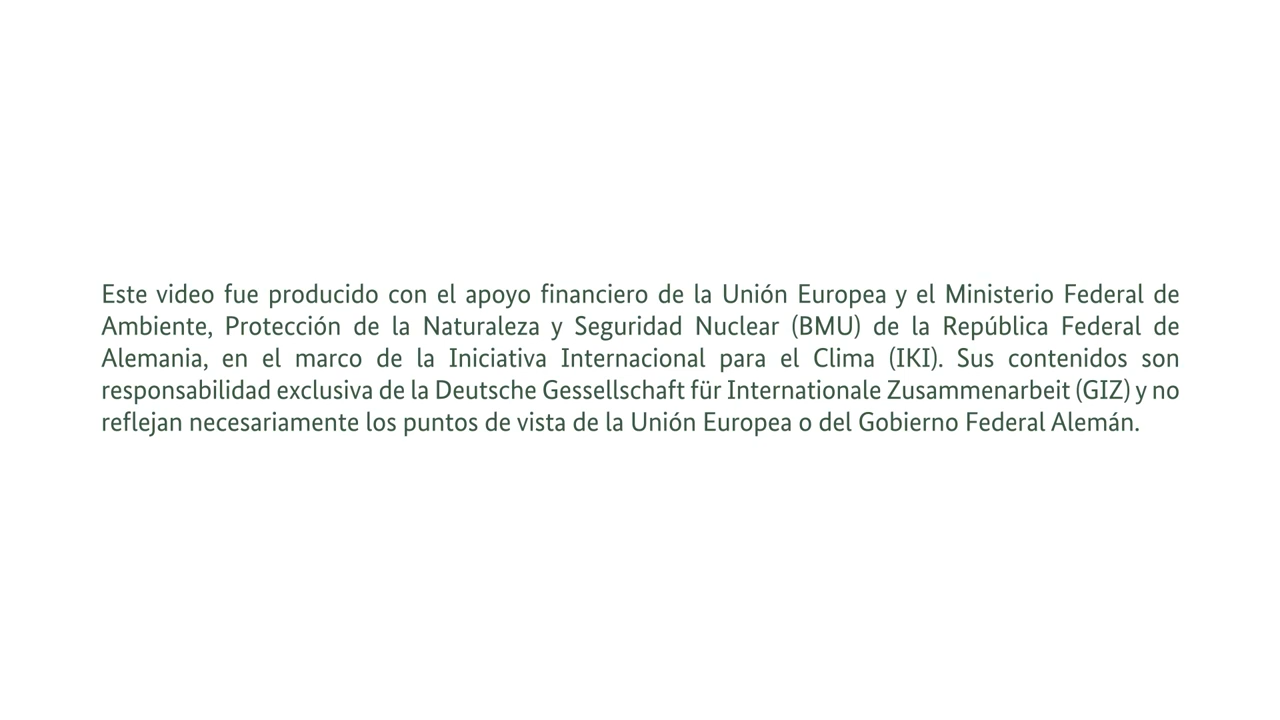 Este video fue producido con el apoyo financiero de la Unión Europea y el Ministerio Federal de
Ambiente, Protección de la Naturaleza y Seguridad Nuclear (BMU) de la República Federal de
Alemania, en el marco de la Iniciativa Internacional para el Clima (IKI). Sus contenidos son
responsabilidad exclusiva de la Deutsche Gessellschaft für Internationale Zusammenarbeit (GIZ) y no
reflejan necesariamente los puntos de vista de la Unión Europea o del Gobierno Federal Alemán.